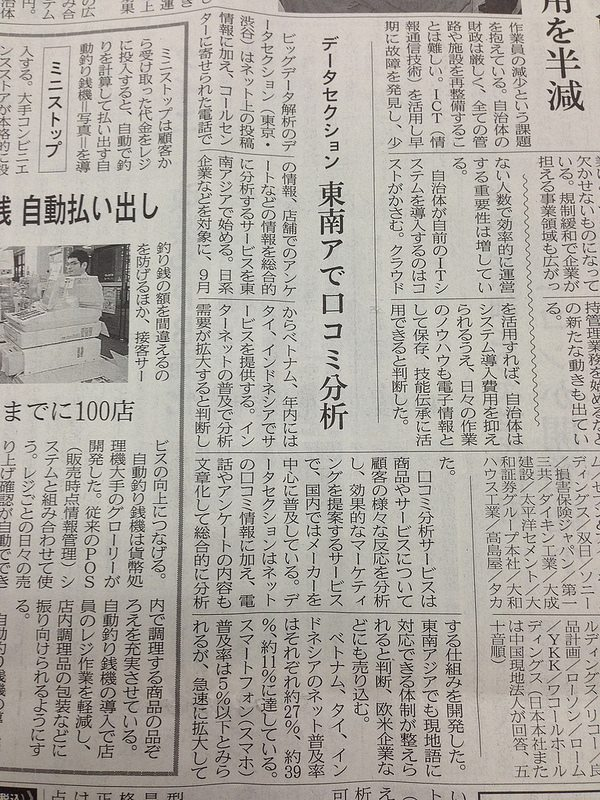 用を半減
作業員の減少という課題
を抱えている。自治体の
財政は厳しく、全ての管
路や施設を再整備するこ
とは難しい。ICT(情
報通信技術)を活用し早
期に故障を発見し、少
ない人数で効率的に運営
する重要性は増してい
る。
自治体が自前のITシ
ステムを導入するのはコ
ストがかさむ。クラウド
を活用すれば、自治体は
システム導入費用を抑え
られるうえ、日々の作業
のノウハウも電子情報と
して保存、技能伝承に活
用できると判断した。
欠かせないものになって
いる。規制緩和で企業が
担える事業領域も広がっ
持管理業務を始めるな
の新たな動きも出てい
る。
ディングス/双日/ソニー
/損害保険ジャパン 第一
三共/ダイキン工業/大成
建設/太平洋セメント/大
和証券グループ本社/大和
ハウス工業/高島屋 タカ
ルディングス/リコー/良
品計画/ローソン/ローム
/YKK/ワコールホール
ディングス(日本本社また
は中国現地法人が回答、五
十音順)
データセクション
東南アで口コミ分析
ビッグデータ解析のデ
ータセクション(東京・
渋谷)はネット上の投稿
情報に加え、コールセン
ターに寄せられた電話で
の情報、店舗でのアンケ
ートなどの情報を総合的
に分析するサービスを東
南アジアで始める。日系
企業などを対象に、9月
からベトナム、年内には
タイ、インドネシアでサ
ービスを提供する。イン
ターネットの普及で分析
需要が拡大すると判断し
た。
口コミ分析サービスは
商品やサービスについて
顧客の様々な反応を分析
し、効果的なマーケティ
ングを提案するサービス
で、国内ではメーカーを
中心に普及している。デ
ータセクションはネット
の口コミ情報に加え、電
話やアンケートの内容も
文章化して総合的に分析
する仕組みを開発した。
東南アジアでも現地語に
対応できる体制が整えら
れると判断、欧米企業な
どにも売り込む。
ベトナム、タイ、イン
ドネシアのネット普及率
はそれぞれ約27%、約39
%、約11%に達している。
スマートフォン(スマホ)
普及率は5%以下とみら
れるが、急速に拡大して
ミニストップ
自動払い出し
までに100店
ミニストップは顧客か
ら受け取った代金をレジ
に投入すると、自動で釣
りを計算して払い出す自
動釣り銭機=写真=を導
入する。大手コンビニエ
ンスストアが本格的に設
釣り銭の額を間違えるの
を防げるほか、接客サー
ビスの向上につなげる。
自動釣り銭機は貨幣処
理機大手のグローリーが
開発した。従来のPOS
(販売時点情報管理)シ
ステムと組み合わせて使
う。レジごとの日々の売
り上げ確認が自動ででき
内で調理する商品の品ぞ
ろえを充実させている。
自動釣り銭機の導入で店
員のレジ作業を軽減し、
店内調理品の包装などに
振り向けられるようにす